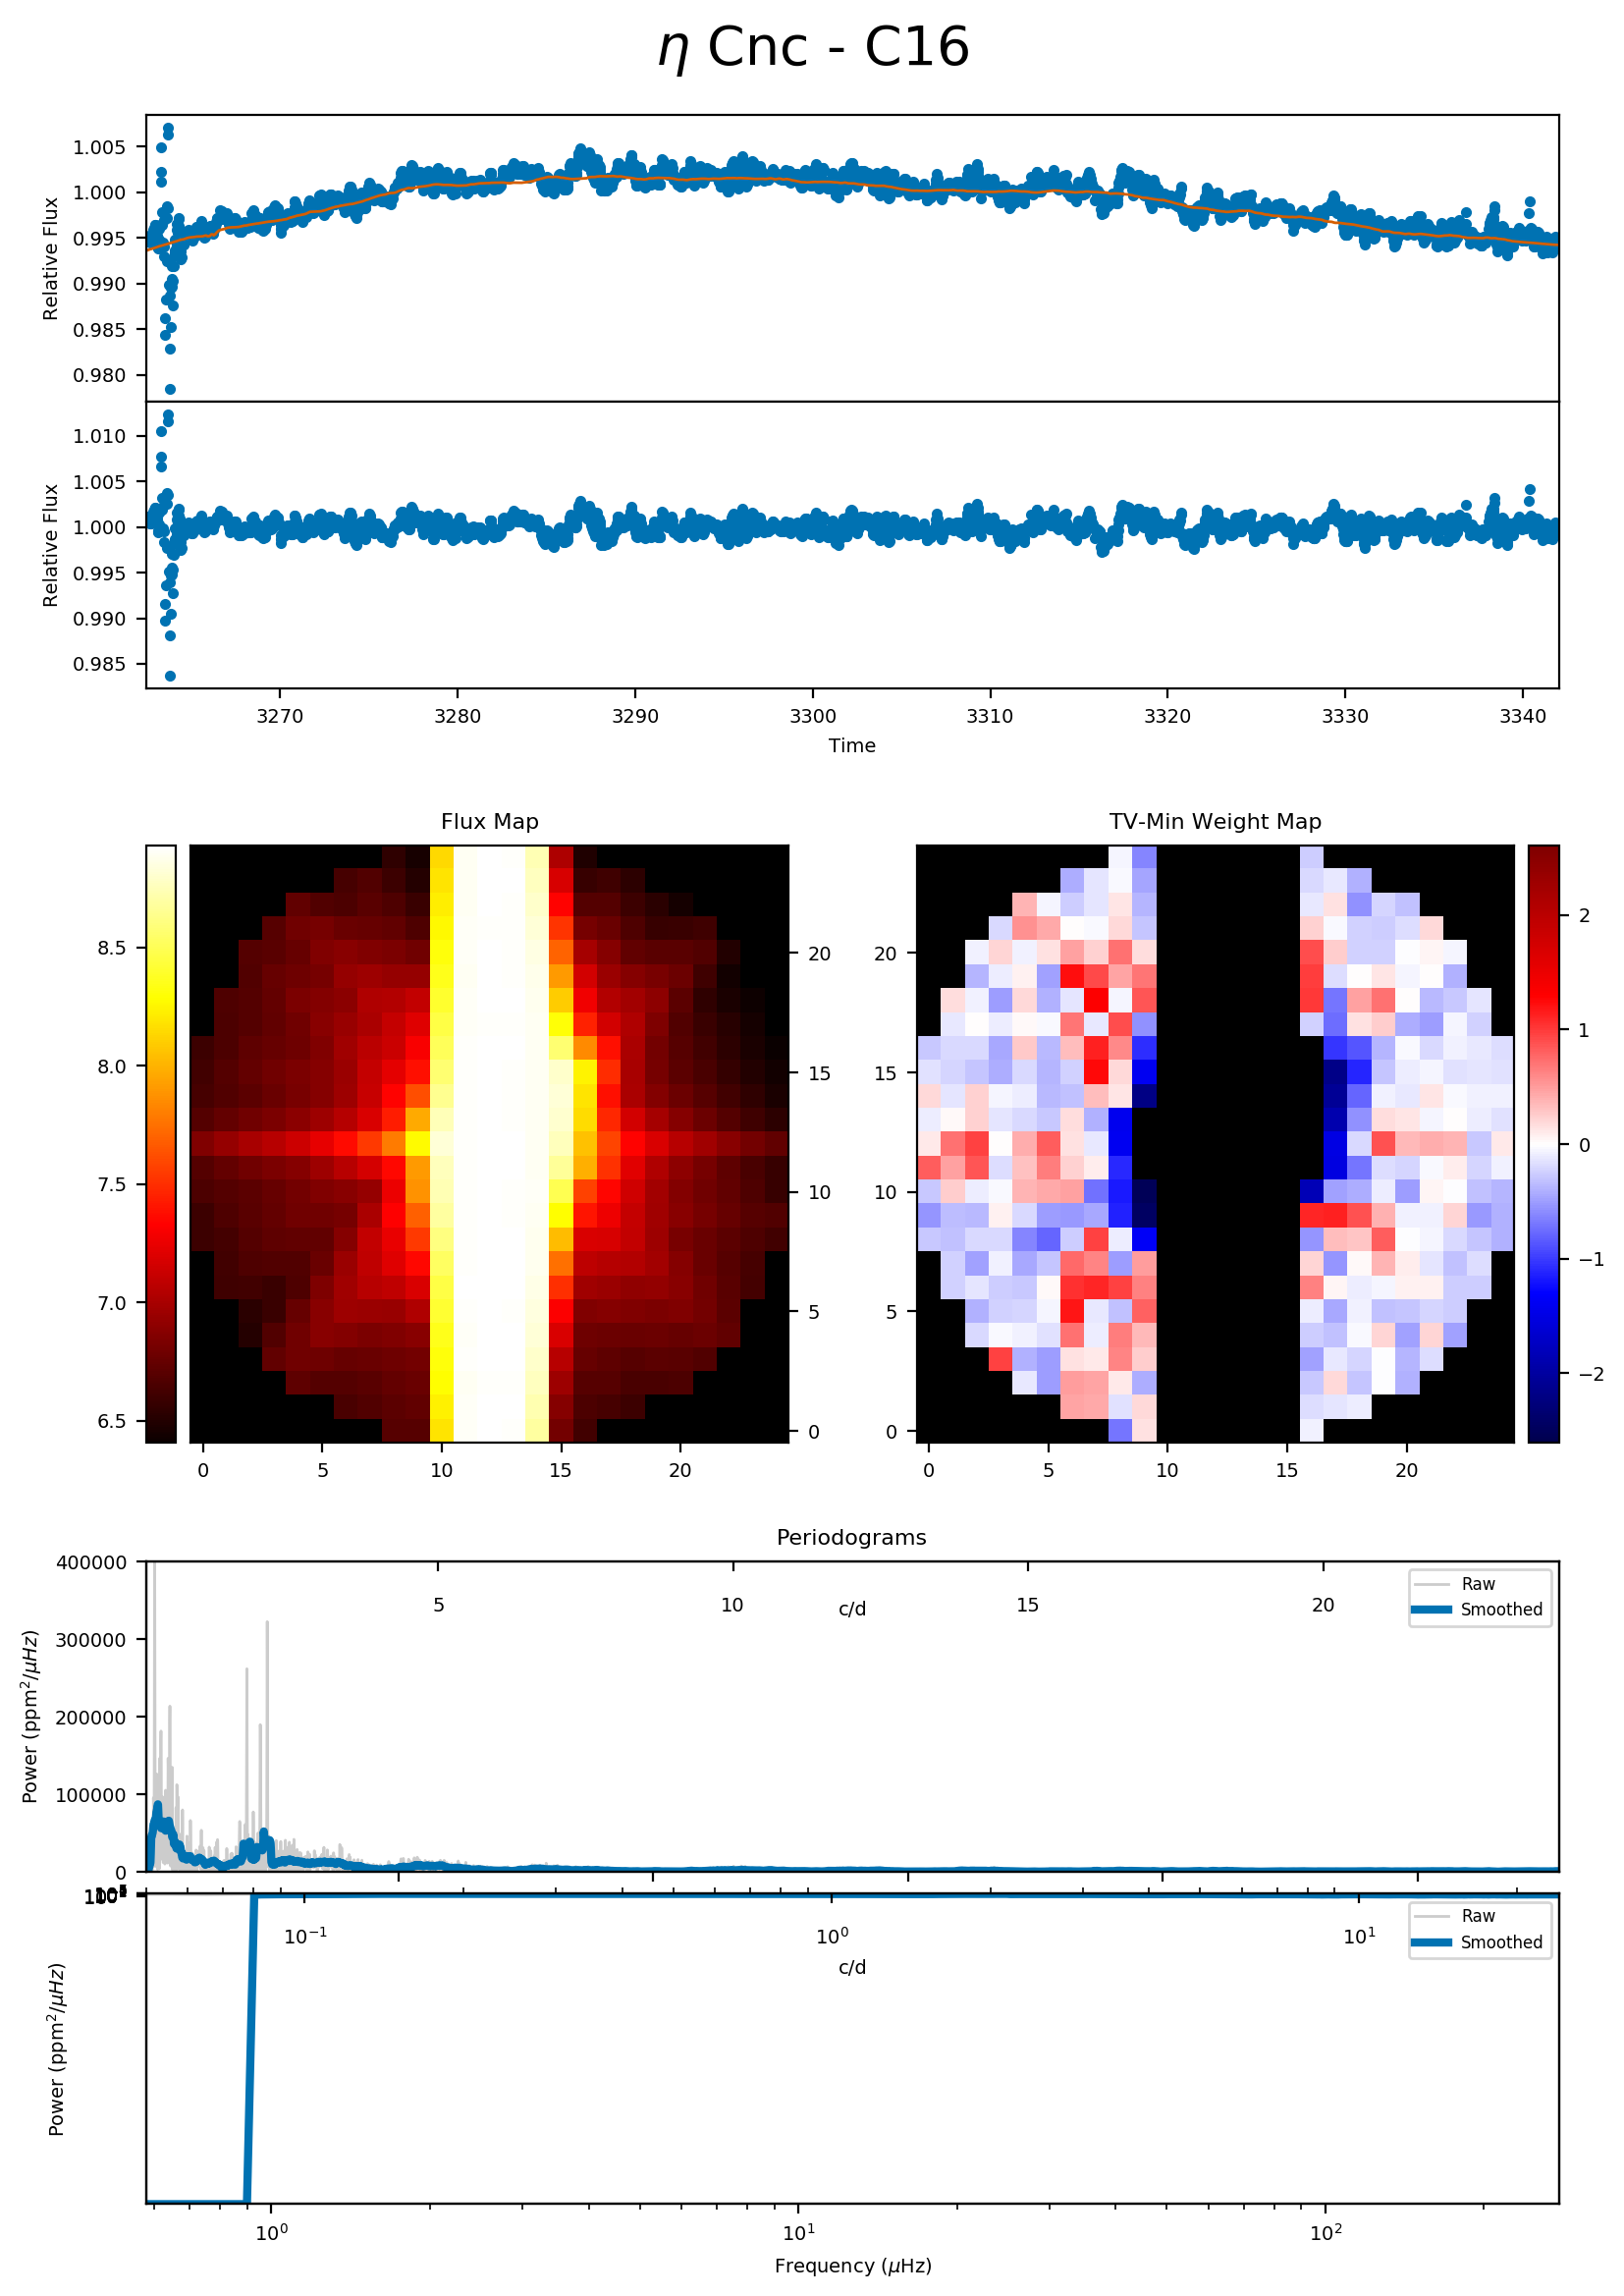 η Cnc - C16
1.005
1.000
0.995
0.990
0.985
0.980
Relative Flux
1.010
1.005
1.000
0.995
0.990
0.985
Relative Flux
3270 3280 3290 3300 3310 3320 3330 3340
Time
Flux Map
8.5
8.0
7.5
7.0
6.5
20
15
10
5
0
0 5 10 15 20
TV-Min Weight Map
20
15
10
5
0
0 5 10 15 20
2
1
0
−1
−2
Periodograms
400000
300000
200000
100000
0
Power (ppm²/μHz)
5 10 15 20
c/d
Raw
Smoothed
10⁻¹ 10⁰ 10¹
c/d
Raw
Smoothed
Power (ppm²/μHz)
10⁰ 10¹ 10²
Frequency (μHz)